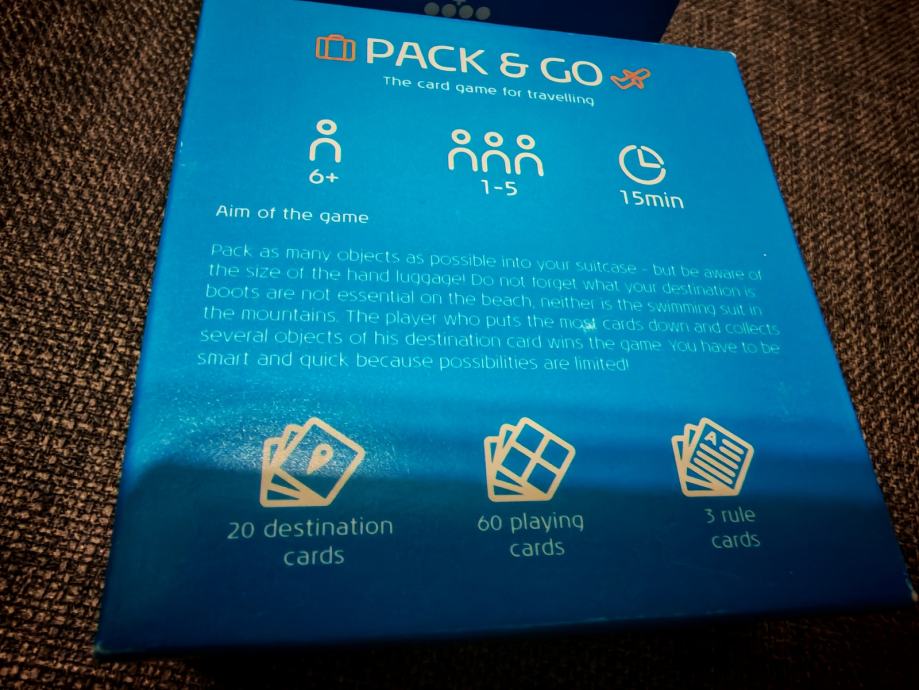 PACK & GO
The card game for travelling
6+
1-5
15min
Aim of the game
Pack as many objects as possible into your suitcase - but be aware of
the size of the hand luggage! Do not forget what your destination is
boots are not essential on the beach, neither is the swimming suit in
the mountains. The player who puts the most cards down and collects
several objects of his destination card wins the game. You have to be
smart and quick because possibilities are limited!
A
20 destination
cards
60 playing
cards
3 rule
cards